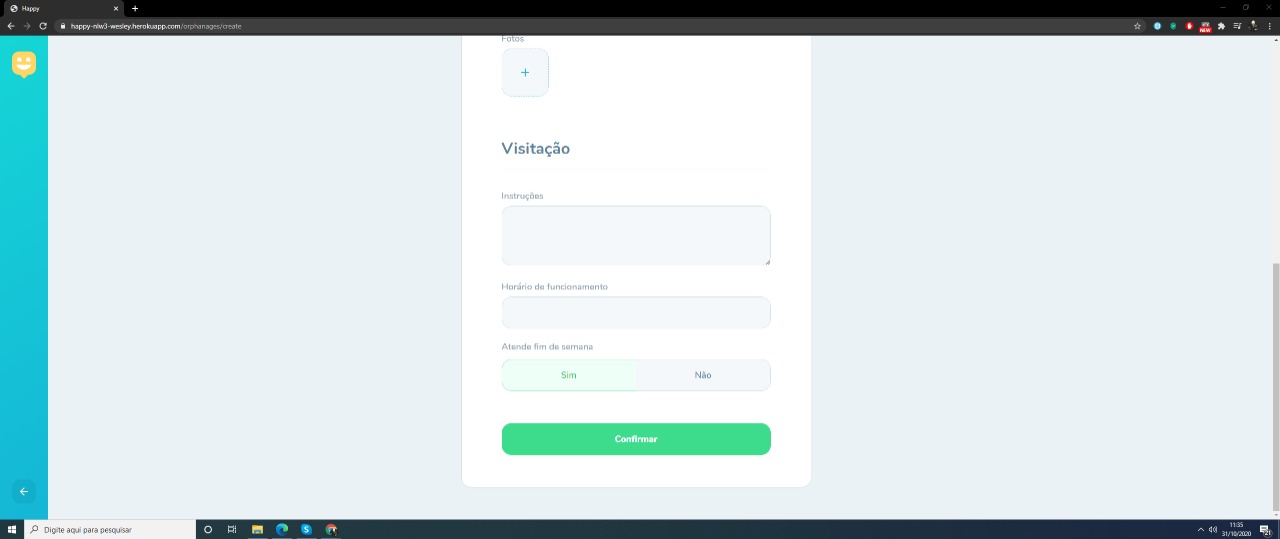 Happy
happy-nlw3-wesley.herokuapp.com/orphanages/create
NEW
Fotos
Visitação
Instruções
Horário de funcionamento
Atende fim de semana
Sim Não
Confirmar
Digite aqui para pesquisar
11:35
31/10/2020